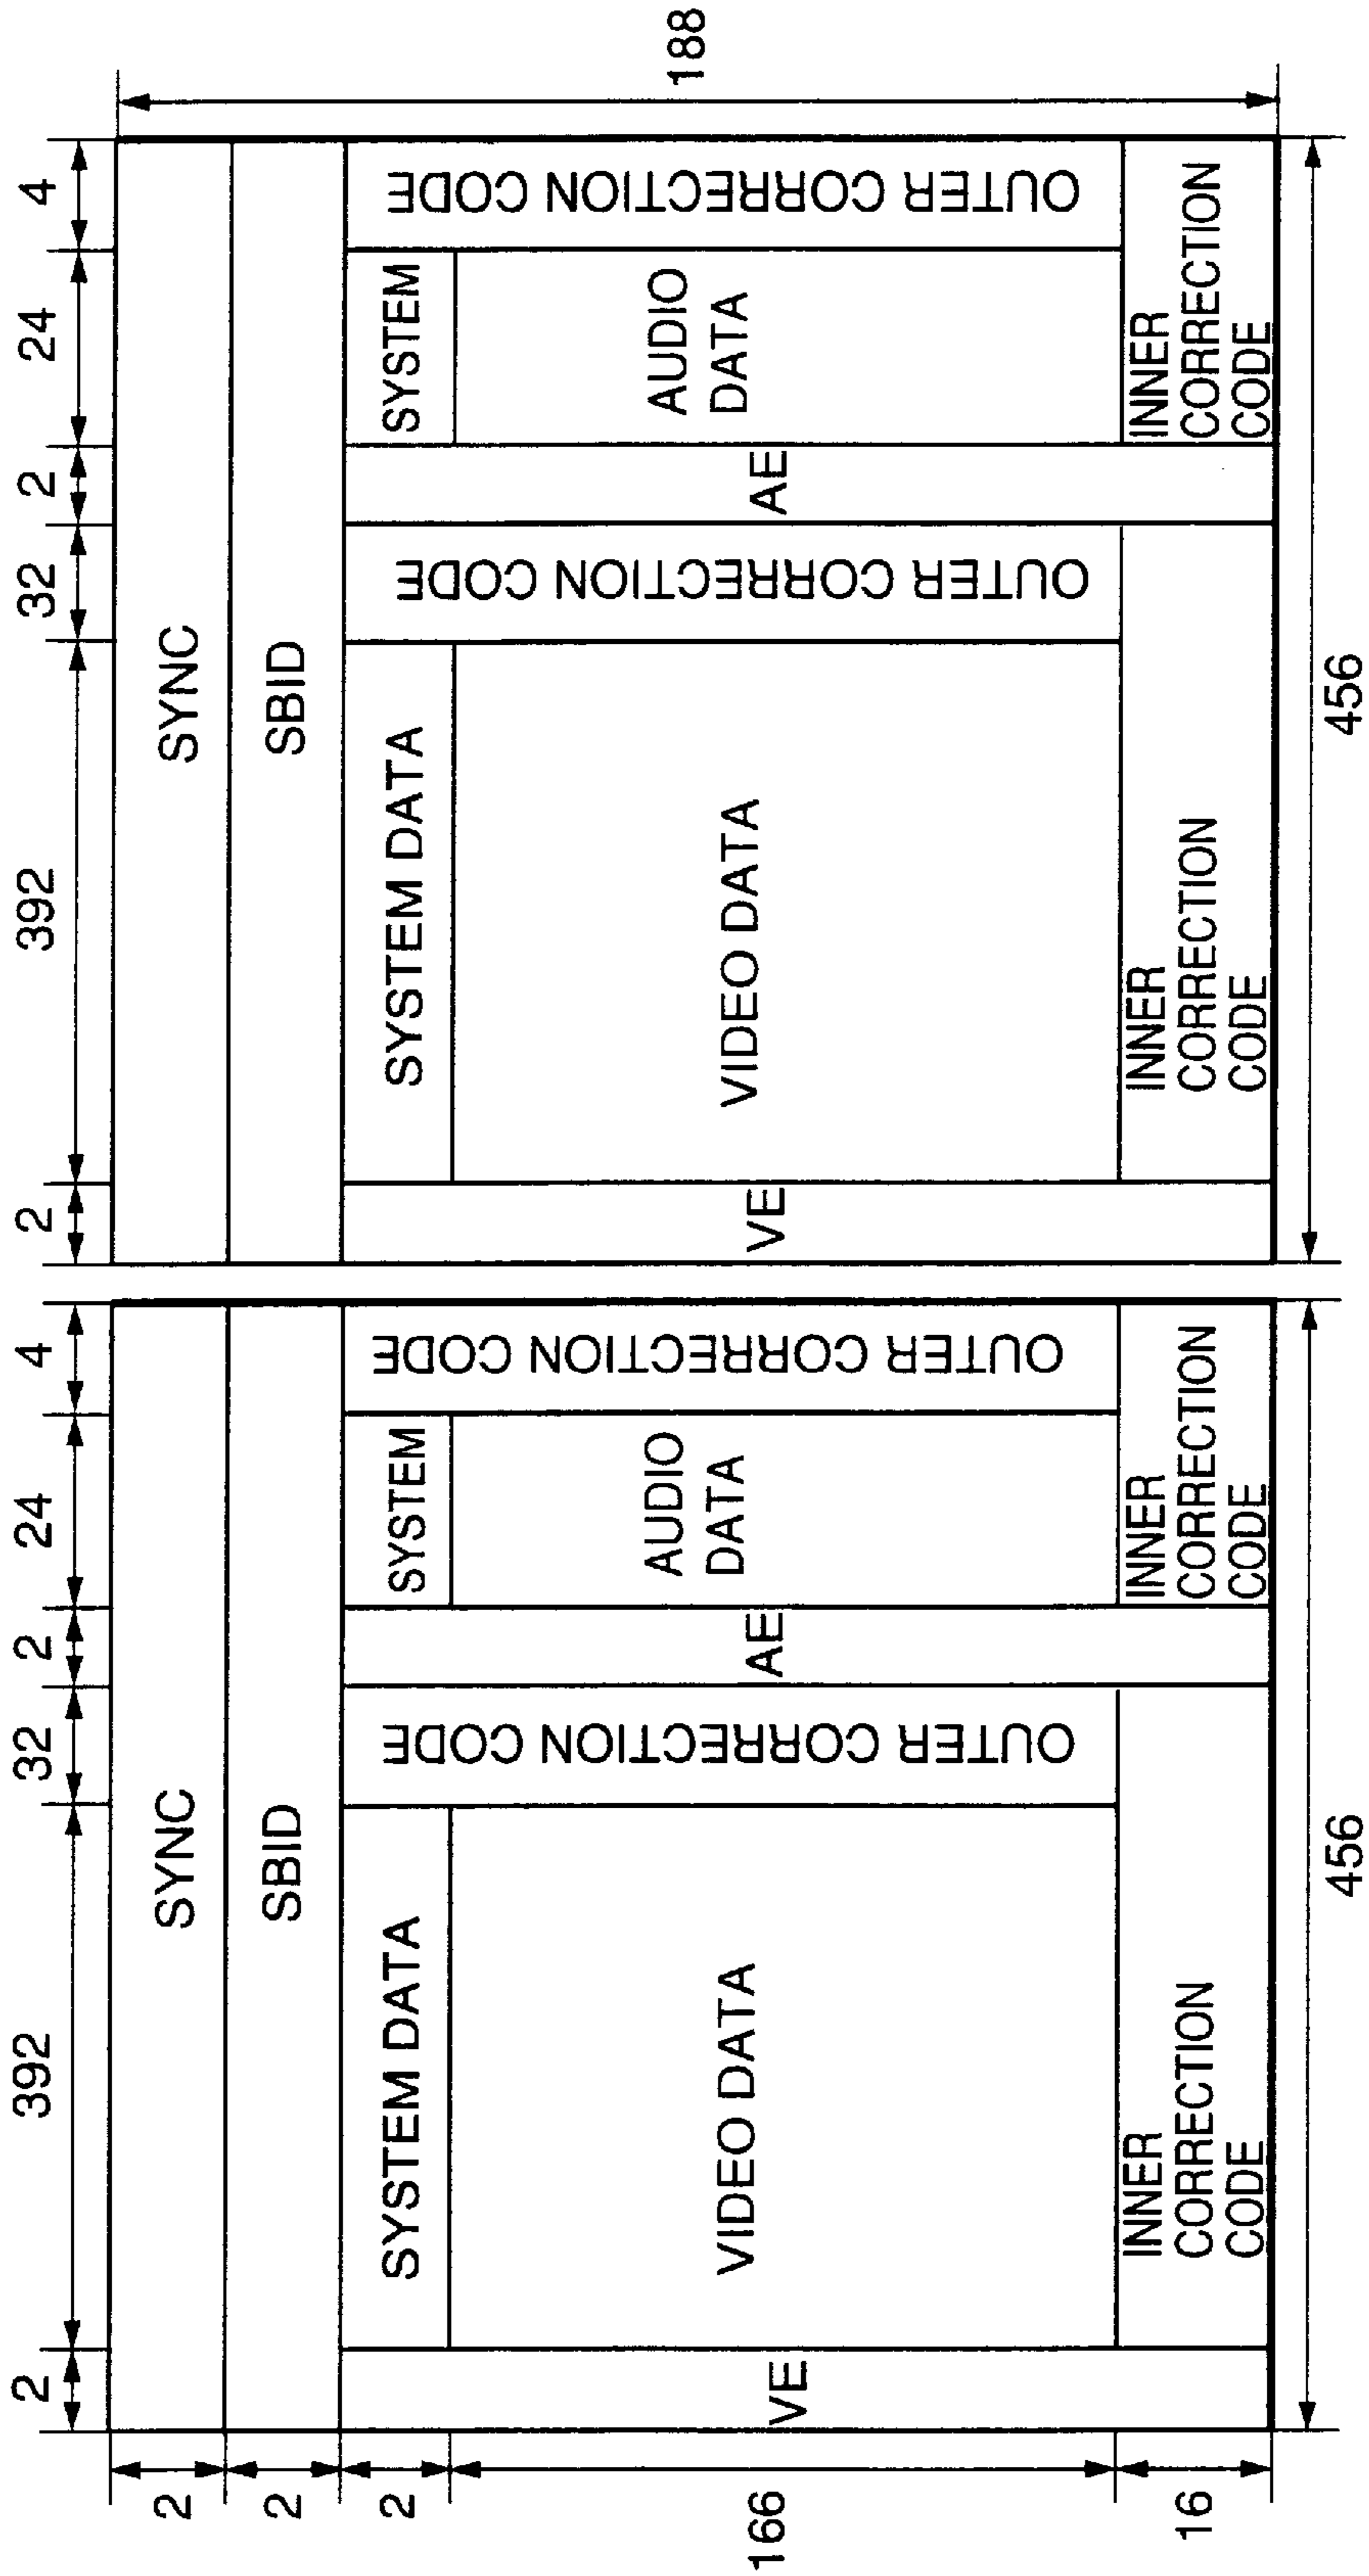 2
392
32
2
24
4
2
392
32
2
24
4
2
2
2
166
16
188
SYNC
SBID
VE
SYSTEM DATA
VIDEO DATA
INNER
CORRECTION
CODE
OUTER CORRECTION CODE
AE
SYSTEM
AUDIO
DATA
INNER
CORRECTION
CODE
OUTER CORRECTION CODE
456
SYNC
SBID
VE
SYSTEM DATA
VIDEO DATA
INNER
CORRECTION
CODE
OUTER CORRECTION CODE
AE
SYSTEM
AUDIO
DATA
INNER
CORRECTION
CODE
OUTER CORRECTION CODE
456